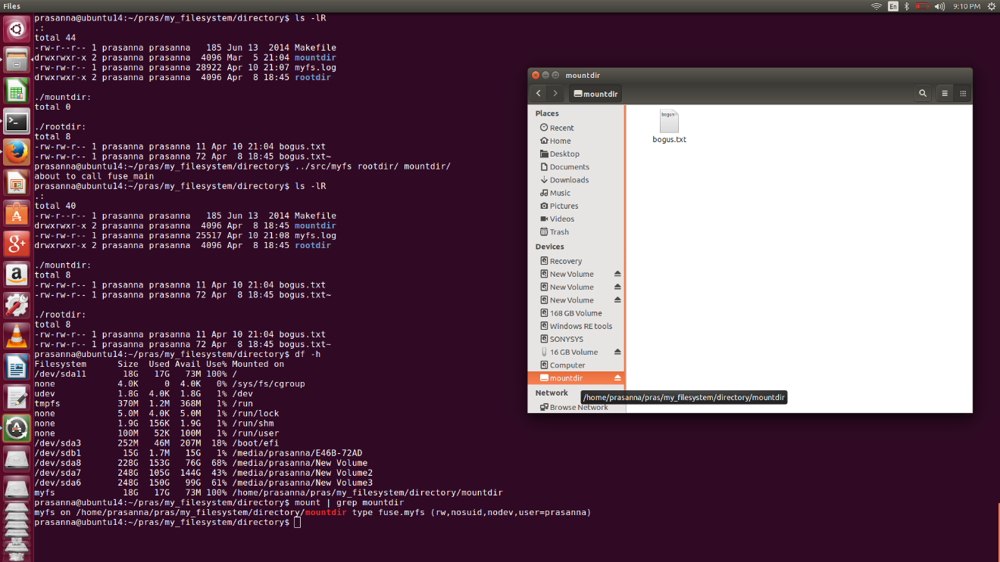 Files
En
9:10 PM
prasanna@ubuntu14:~/pras/my_filesystem/directory$ ls -lR
.:
total 44
-rw-r--r-- 1 prasanna prasanna   185 Jun 13  2014 Makefile
drwxrwxr-x 2 prasanna prasanna  4096 Mar  5 21:04 mountdir
-rw-rw-r-- 1 prasanna prasanna 28922 Apr 10 21:07 myfs.log
drwxrwxr-x 2 prasanna prasanna  4096 Apr  8 18:45 rootdir
./mountdir:
total 0
./rootdir:
total 8
-rw-rw-r-- 1 prasanna prasanna 11 Apr 10 21:04 bogus.txt
-rw-rw-r-- 1 prasanna prasanna 72 Apr  8 18:45 bogus.txt~
prasanna@ubuntu14:~/pras/my_filesystem/directory$ ../src/myfs rootdir/ mountdir/
about to call fuse_main
prasanna@ubuntu14:~/pras/my_filesystem/directory$ ls -lR
.:
total 40
-rw-r--r-- 1 prasanna prasanna   185 Jun 13  2014 Makefile
drwxrwxr-x 2 prasanna prasanna  4096 Apr  8 18:45 mountdir
-rw-rw-r-- 1 prasanna prasanna 25517 Apr 10 21:08 myfs.log
drwxrwxr-x 2 prasanna prasanna  4096 Apr  8 18:45 rootdir
./mountdir:
total 8
-rw-rw-r-- 1 prasanna prasanna 11 Apr 10 21:04 bogus.txt
-rw-rw-r-- 1 prasanna prasanna 72 Apr  8 18:45 bogus.txt~
./rootdir:
total 8
-rw-rw-r-- 1 prasanna prasanna 11 Apr 10 21:04 bogus.txt
-rw-rw-r-- 1 prasanna prasanna 72 Apr  8 18:45 bogus.txt~
prasanna@ubuntu14:~/pras/my_filesystem/directory$ df -h
Filesystem      Size  Used Avail Use% Mounted on
/dev/sda11       18G   17G   73M 100% /
none            4.0K     0  4.0K   0% /sys/fs/cgroup
udev            1.8G  4.0K  1.8G   1% /dev
tmpfs           370M  1.2M  368M   1% /run
none            5.0M  4.0K  5.0M   1% /run/lock
none            1.9G  156K  1.9G   1% /run/shm
none            100M   52K  100M   1% /run/user
/dev/sda3       252M   46M  207M  18% /boot/efi
/dev/sdb1        15G  1.7M   15G   1% /media/prasanna/E46B-72AD
/dev/sda8       228G  153G   76G  68% /media/prasanna/New Volume
/dev/sda7       248G  105G  144G  43% /media/prasanna/New Volume2
/dev/sda6       248G  150G   99G  61% /media/prasanna/New Volume3
myfs             18G   17G   73M 100% /home/prasanna/pras/my_filesystem/directory/mountdir
prasanna@ubuntu14:~/pras/my_filesystem/directory$ mount | grep mountdir
myfs on /home/prasanna/pras/my_filesystem/directory/mountdir type fuse.myfs (rw,nosuid,nodev,user=prasanna)
prasanna@ubuntu14:~/pras/my_filesystem/directory$
mountdir
mountdir
Places
Recent
Home
Desktop
Documents
Downloads
Music
Pictures
Videos
Trash
Devices
Recovery
New Volume
New Volume
New Volume
168 GB Volume
Windows RE tools
SONYSYS
16 GB Volume
Computer
mountdir
Network
Browse Network
/home/prasanna/pras/my_filesystem/directory/mountdir
bogus
bogus.txt